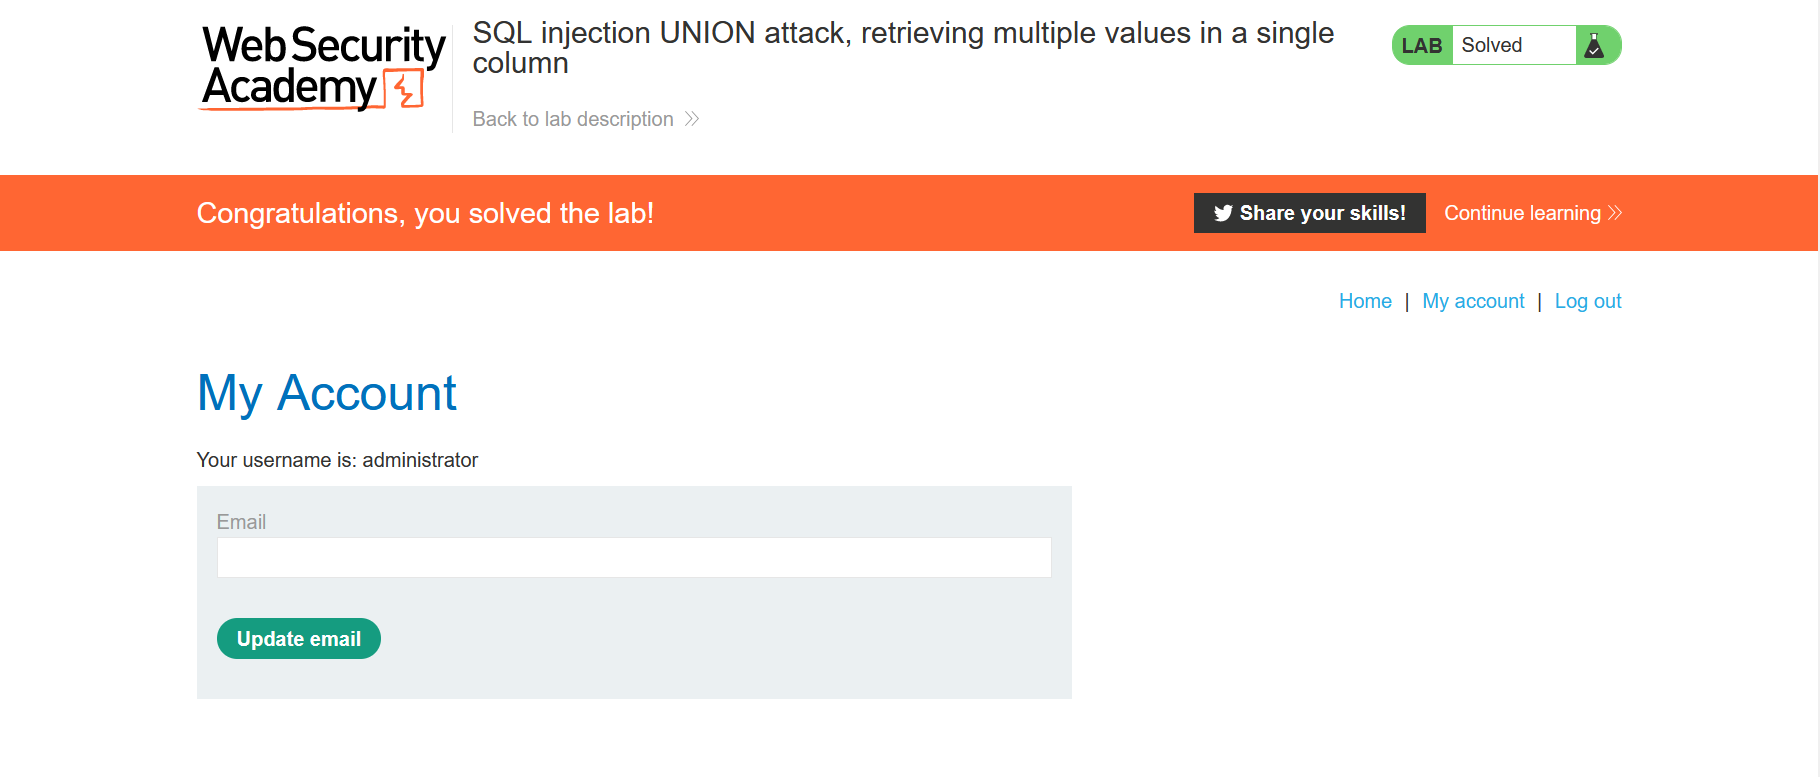 Web Security
Academy
SQL injection UNION attack, retrieving multiple values in a single
column
Back to lab description
LAB Solved
Congratulations, you solved the lab!
Share your skills!
Continue learning
Home | My account | Log out
My Account
Your username is: administrator
Email
Update email